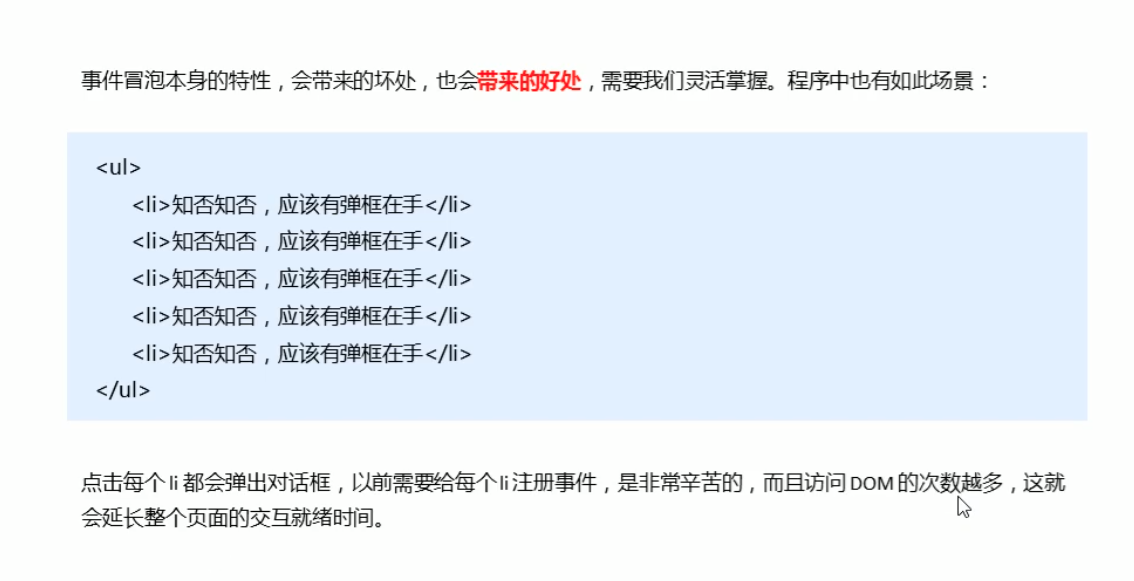 事件冒泡本身的特性，会带来的坏处，也会带来的好处，需要我们灵活掌握。程序中也有如此场景：
<ul>
<li>知否知否，应该有弹框在手</li>
<li>知否知否，应该有弹框在手</li>
<li>知否知否，应该有弹框在手</li>
<li>知否知否，应该有弹框在手</li>
<li>知否知否，应该有弹框在手</li>
</ul>
点击每个 li 都会弹出对话框，以前需要给每个 li 注册事件，是非常辛苦的，而且访问 DOM 的次数越多，这就
会延长整个页面的交互就绪时间。